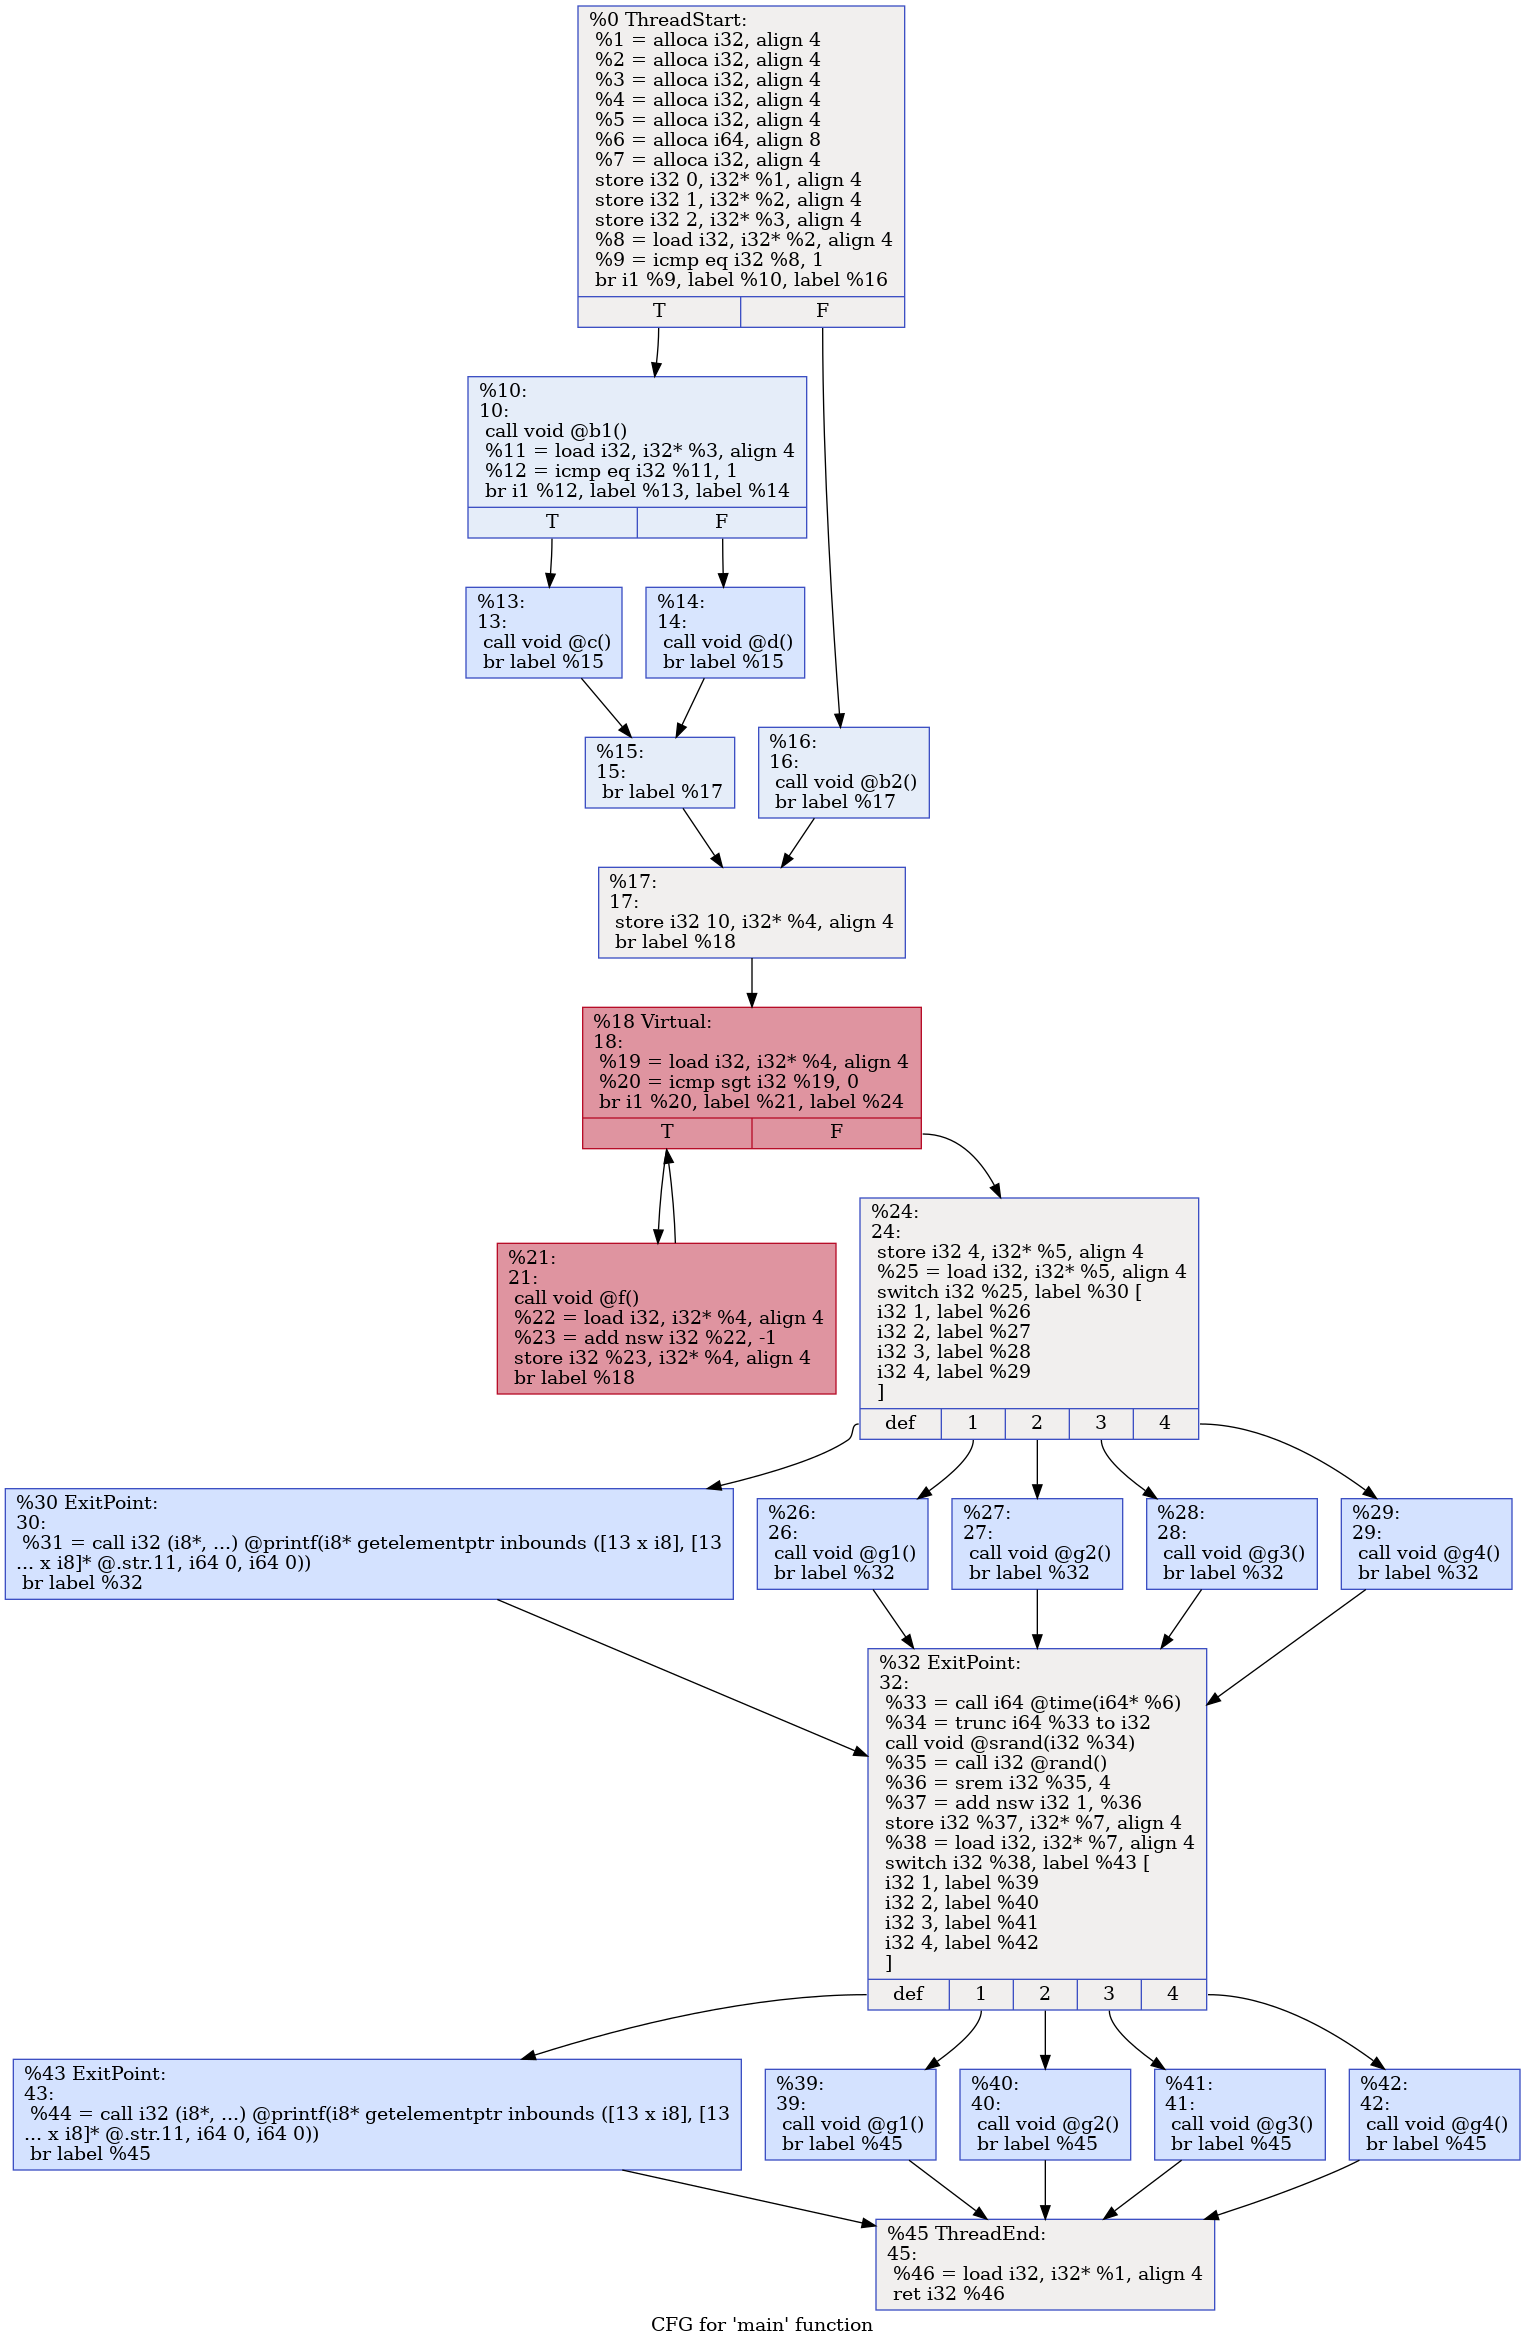 %0 ThreadStart:
%1 = alloca i32, align 4
%2 = alloca i32, align 4
%3 = alloca i32, align 4
%4 = alloca i32, align 4
%5 = alloca i32, align 4
%6 = alloca i64, align 8
%7 = alloca i32, align 4
store i32 0, i32* %1, align 4
store i32 1, i32* %2, align 4
store i32 2, i32* %3, align 4
%8 = load i32, i32* %2, align 4
%9 = icmp eq i32 %8, 1
br i1 %9, label %10, label %16
T F
%10:
10:
call void @b1()
%11 = load i32, i32* %3, align 4
%12 = icmp eq i32 %11, 1
br i1 %12, label %13, label %14
T F
%13:
13:
call void @c()
br label %15
%14:
14:
call void @d()
br label %15
%15:
15:
br label %17
%16:
16:
call void @b2()
br label %17
%17:
17:
store i32 10, i32* %4, align 4
br label %18
%18 Virtual:
18:
%19 = load i32, i32* %4, align 4
%20 = icmp sgt i32 %19, 0
br i1 %20, label %21, label %24
T F
%21:
21:
call void @f()
%22 = load i32, i32* %4, align 4
%23 = add nsw i32 %22, -1
store i32 %23, i32* %4, align 4
br label %18
%24:
24:
store i32 4, i32* %5, align 4
%25 = load i32, i32* %5, align 4
switch i32 %25, label %30 [
i32 1, label %26
i32 2, label %27
i32 3, label %28
i32 4, label %29
]
def 1 2 3 4
%30 ExitPoint:
30:
%31 = call i32 (i8*, ...) @printf(i8* getelementptr inbounds ([13 x i8], [13
... x i8]* @.str.11, i64 0, i64 0))
br label %32
%26:
26:
call void @g1()
br label %32
%27:
27:
call void @g2()
br label %32
%28:
28:
call void @g3()
br label %32
%29:
29:
call void @g4()
br label %32
%32 ExitPoint:
32:
%33 = call i64 @time(i64* %6)
%34 = trunc i64 %33 to i32
call void @srand(i32 %34)
%35 = call i32 @rand()
%36 = srem i32 %35, 4
%37 = add nsw i32 1, %36
store i32 %37, i32* %7, align 4
%38 = load i32, i32* %7, align 4
switch i32 %38, label %43 [
i32 1, label %39
i32 2, label %40
i32 3, label %41
i32 4, label %42
]
def 1 2 3 4
%43 ExitPoint:
43:
%44 = call i32 (i8*, ...) @printf(i8* getelementptr inbounds ([13 x i8], [13
... x i8]* @.str.11, i64 0, i64 0))
br label %45
%39:
39:
call void @g1()
br label %45
%40:
40:
call void @g2()
br label %45
%41:
41:
call void @g3()
br label %45
%42:
42:
call void @g4()
br label %45
%45 ThreadEnd:
45:
%46 = load i32, i32* %1, align 4
ret i32 %46
CFG for 'main' function